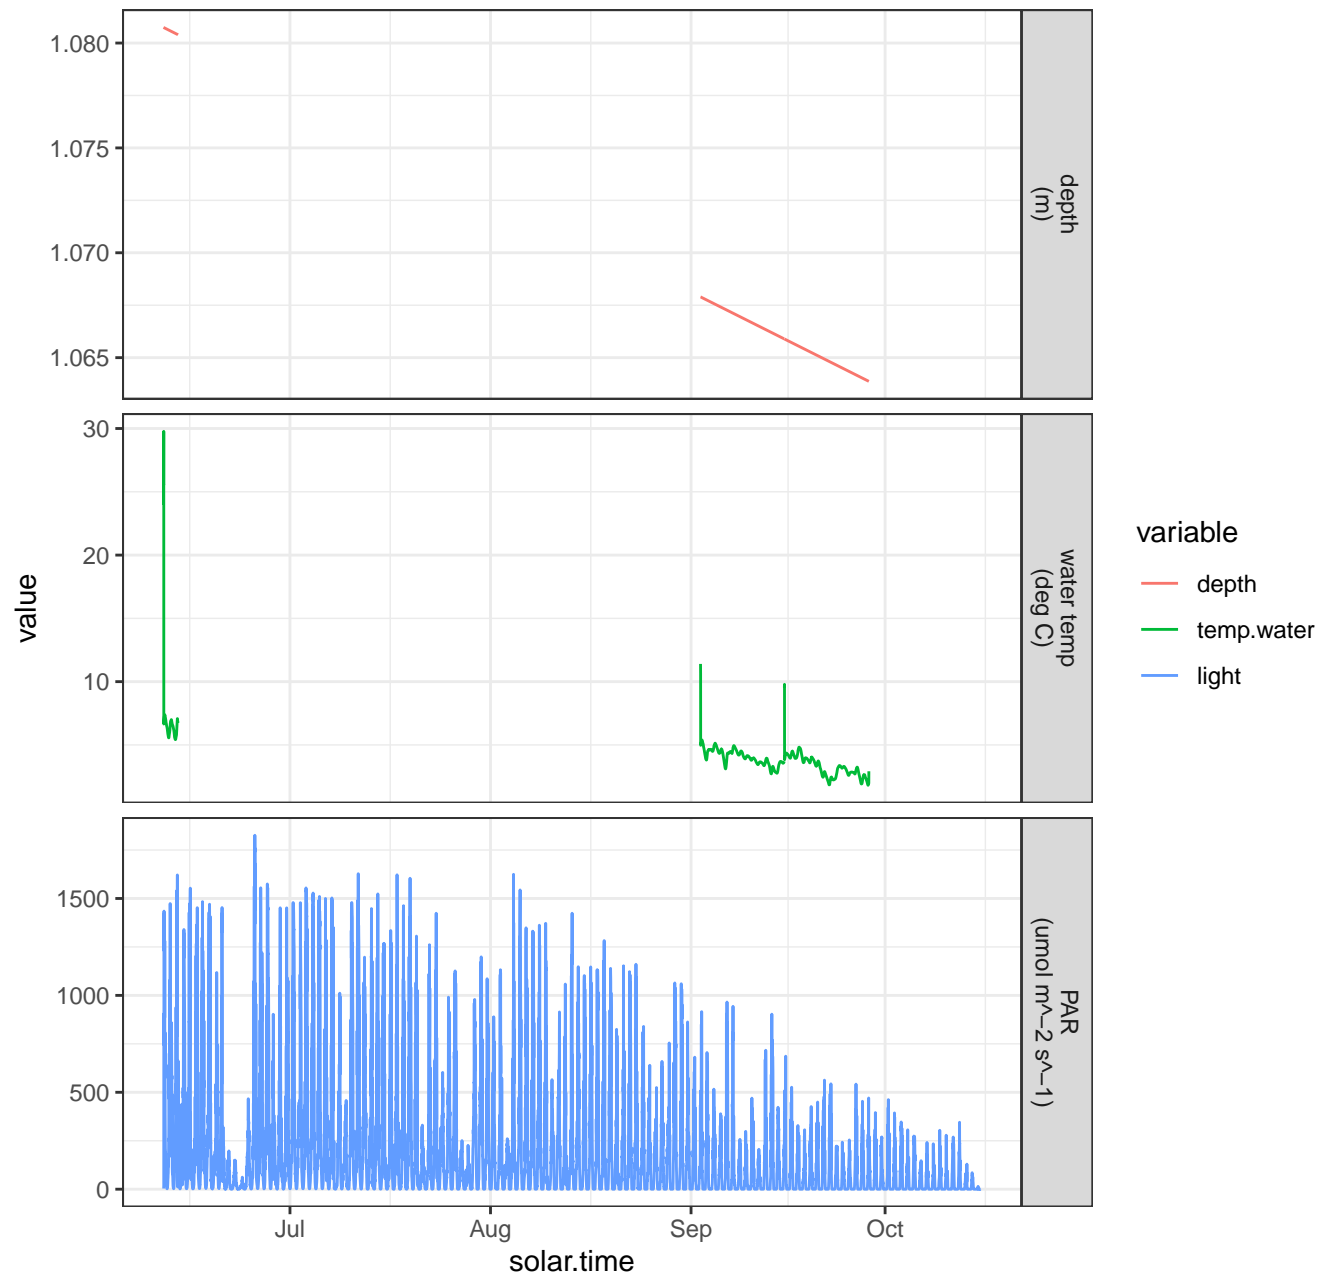 1.080
1.075
1.070
1.065
depth
(m)
30
20
10
water temp
(deg C)
value
variable
depth
temp.water
light
1500
1000
500
0
PAR
(umol m^−2 s^−1)
Jul Aug Sep Oct
solar.time